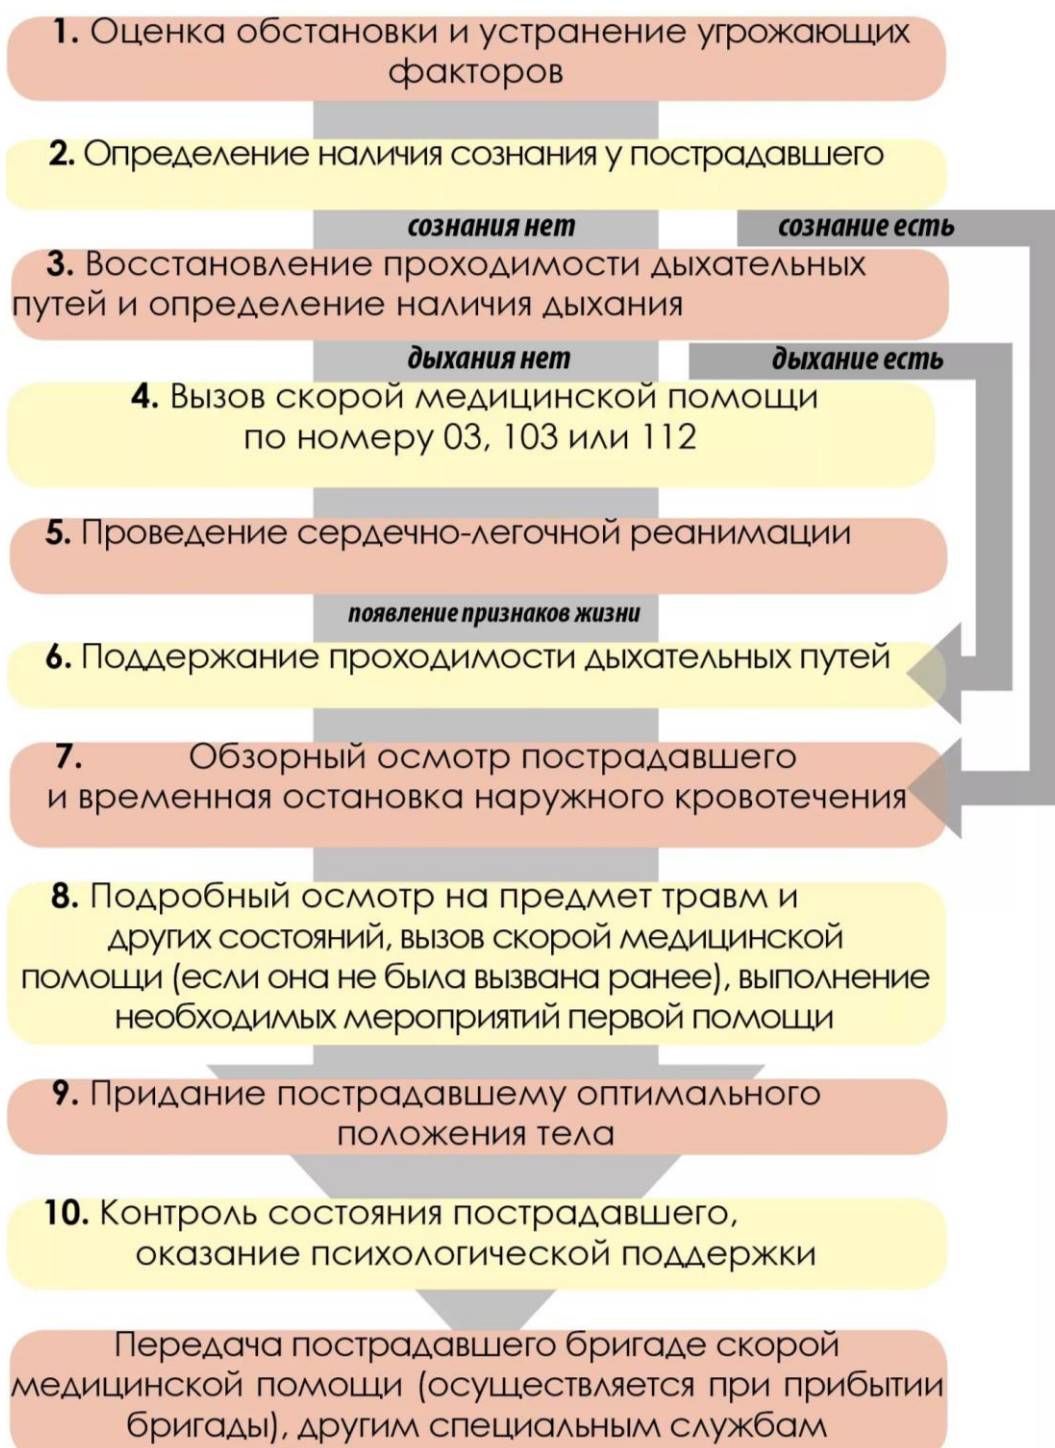 1. Оценка обстановки и устранение угрожающих
факторов
2. Определение наличия сознания у пострадавшего
сознания нет
сознание есть
3. Восстановление проходимости дыхательных
путей и определение наличия дыхания
дыхания нет
дыхание есть
4. Вызов скорой медицинской помощи
по номеру 03, 103 или 112
5. Проведение сердечно-легочной реанимации
появление признаков жизни
6. Поддержание проходимости дыхательных путей
7. Обзорный осмотр пострадавшего
и временная остановка наружного кровотечения
8. Подробный осмотр на предмет травм и
других состояний, вызов скорой медицинской
помощи (если она не была вызвана ранее), выполнение
необходимых мероприятий первой помощи
9. Придание пострадавшему оптимального
положения тела
10. Контроль состояния пострадавшего,
оказание психологической поддержки
Передача пострадавшего бригаде скорой
медицинской помощи (осуществляется при прибытии
бригады), другим специальным службам